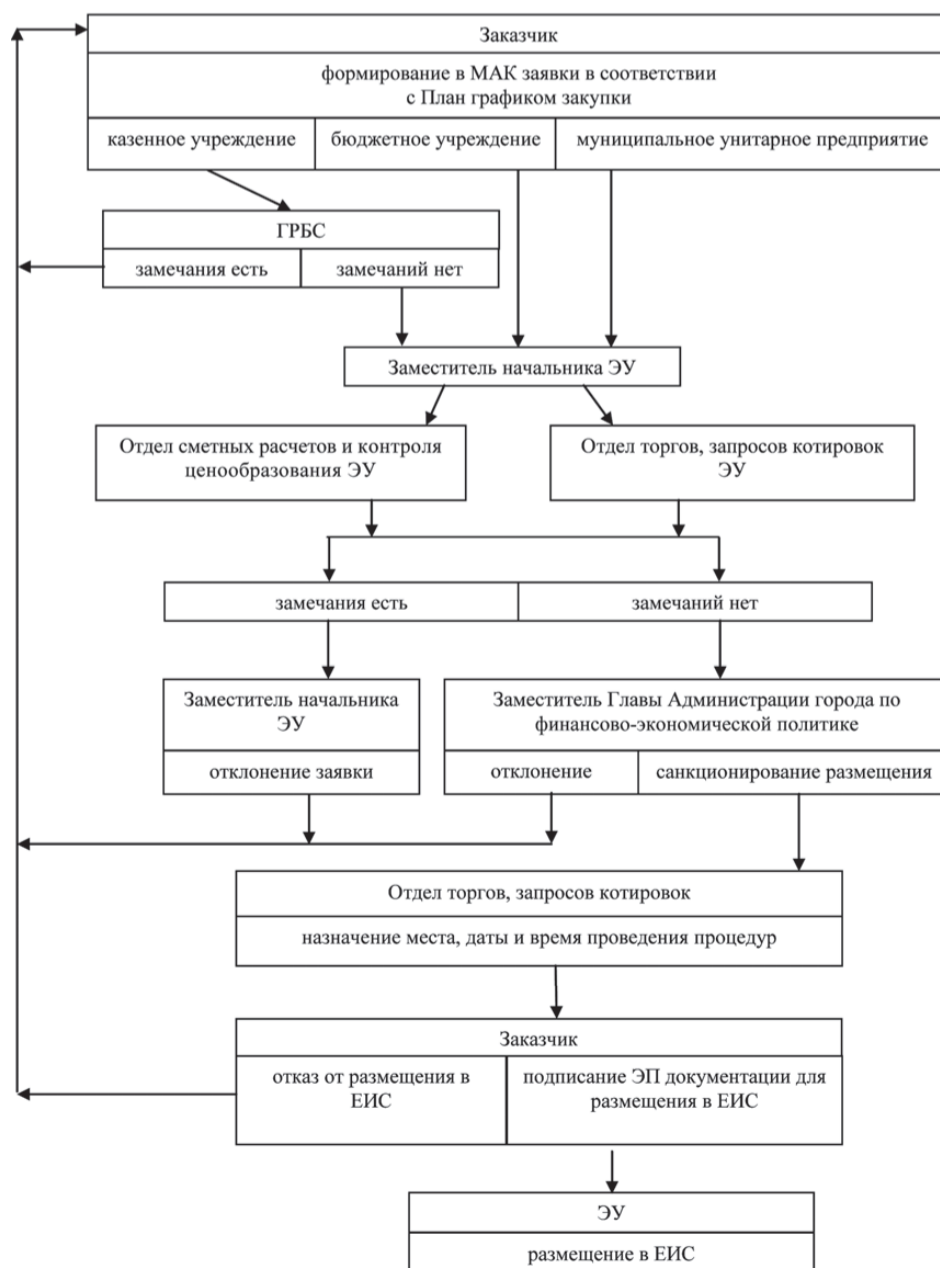 Заказчик
формирование в МАК заявки в соответствии
с План графиком закупки
казенное учреждение
бюджетное учреждение
муниципальное унитарное предприятие
ГРБС
замечания есть
замечаний нет
Заместитель начальника ЭУ
Отдел сметных расчетов и контроля
ценообразования ЭУ
Отдел торгов, запросов котировок
ЭУ
замечания есть
замечаний нет
Заместитель начальника
ЭУ
отклонение заявки
Заместитель Главы Администрации города по
финансово-экономической политике
отклонение
санкционирование размещения
Отдел торгов, запросов котировок
назначение места, даты и время проведения процедур
Заказчик
отказ от размещения в
ЕИС
подписание ЭП документации для
размещения в ЕИС
ЭУ
размещение в ЕИС